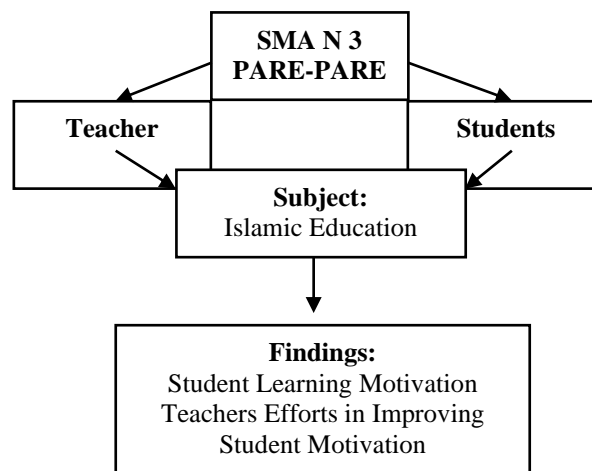 SMA N 3
PARE-PARE
Teacher
Students
Subject:
Islamic Education
Findings:
Student Learning Motivation
Teachers Efforts in Improving
Student Motivation